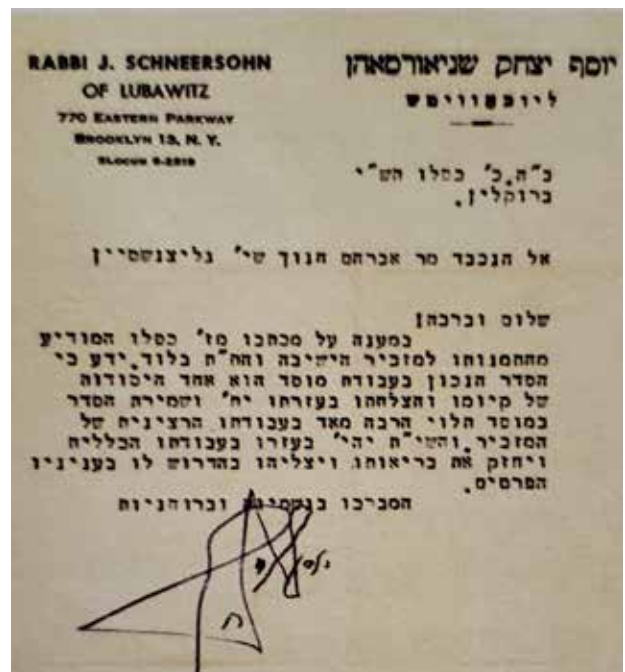 RABBI J. SCHNEERSOHN
OF LUBAWITZ
770 EASTERN PARKWAY
BROOKLYN 13, N. Y.
SLOCUM 6-2919
יוסף יצחק שניאורסאהן
ליובאוויטש
ב"ה,כ' כסלו הש"י
ברוקלין.
אל הנכבד מר אברהם חנוך שי' גליצנשטיין
שלום וברכה!
במענה על מכתבו מז' כסלו המודיע
מהתמנותו למזכיר הישיבה והח"ח בלוד, ידע כי
הסדר הנכון בעבודת מוסד הוא אחד היסודות
של קיומו והצלחתו בעזרתו ית' ושמירת הסדר
במוסד תלוי הרבה מאד בעבודתו הרצינית של
המזכיר, והשי"ת יהי' בעזרו בעבודתו הכללית
ויחזק את בריאותו ויצליחו בהדרוש לו בעניניו
הפרטים.
המברכו בגשמיות וברוחניות